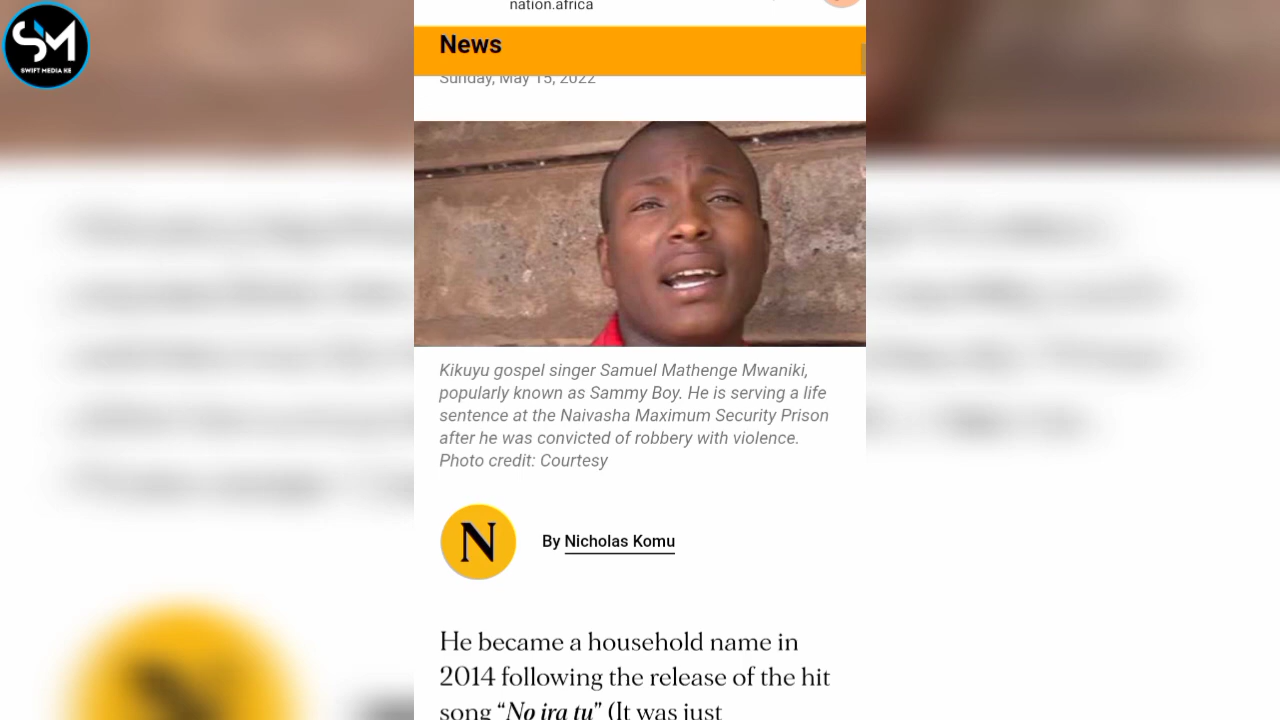 SM
SWIFT MEDIA KE
nation.africa
News
Sunday, May 15, 2022
Kikuyu gospel singer Samuel Mathenge Mwaniki,
popularly known as Sammy Boy. He is serving a life
sentence at the Naivasha Maximum Security Prison
after he was convicted of robbery with violence.
Photo credit: Courtesy
N
By Nicholas Komu
He became a household name in
2014 following the release of the hit
song “No ira tu” (It was just